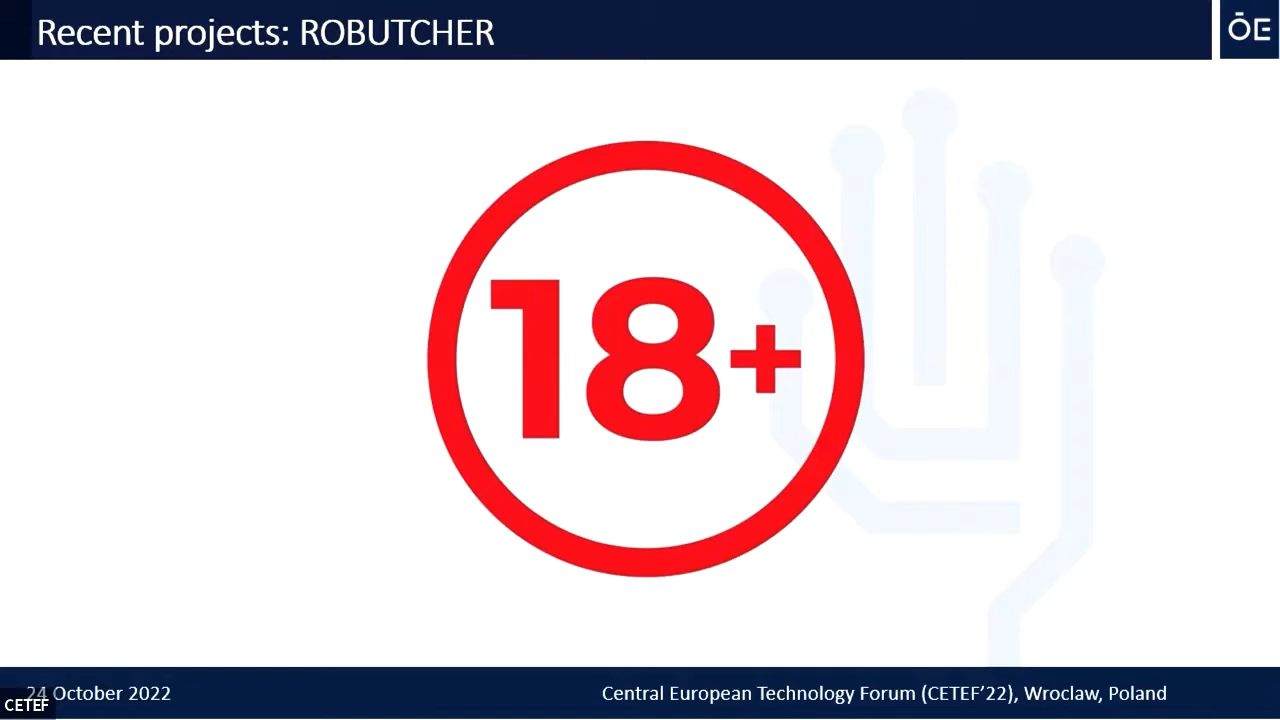 Recent projects: ROBUTCHER
ŌE
18+
24 October 2022
CETEF
Central European Technology Forum (CETEF’22), Wroclaw, Poland